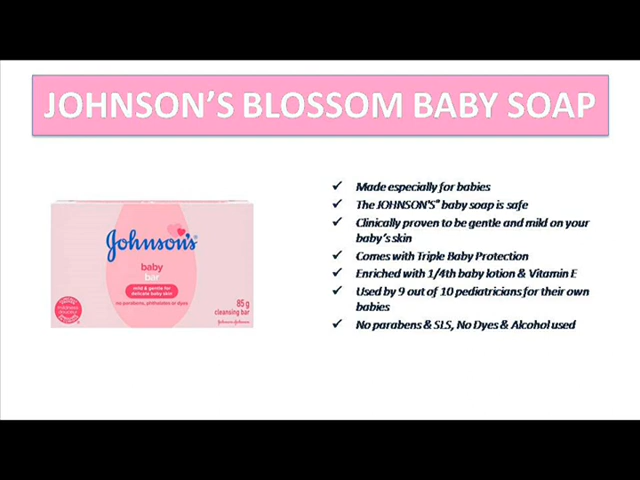 JOHNSON'S BLOSSOM BABY SOAP
Johnson's
baby
bar
mild & gentle for
delicate baby skin
no parabens, phthalates or dyes
85 g
cleansing bar
Johnson & Johnson
✓ Made especially for babies
✓ The JOHNSON'S® baby soap is safe
✓ Clinically proven to be gentle and mild on your
baby's skin
✓ Comes with Triple Baby Protection
✓ Enriched with 1/4th baby lotion & Vitamin E
✓ Used by 9 out of 10 pediatricians for their own
babies
✓ No parabens & SLS, No Dyes & Alcohol used